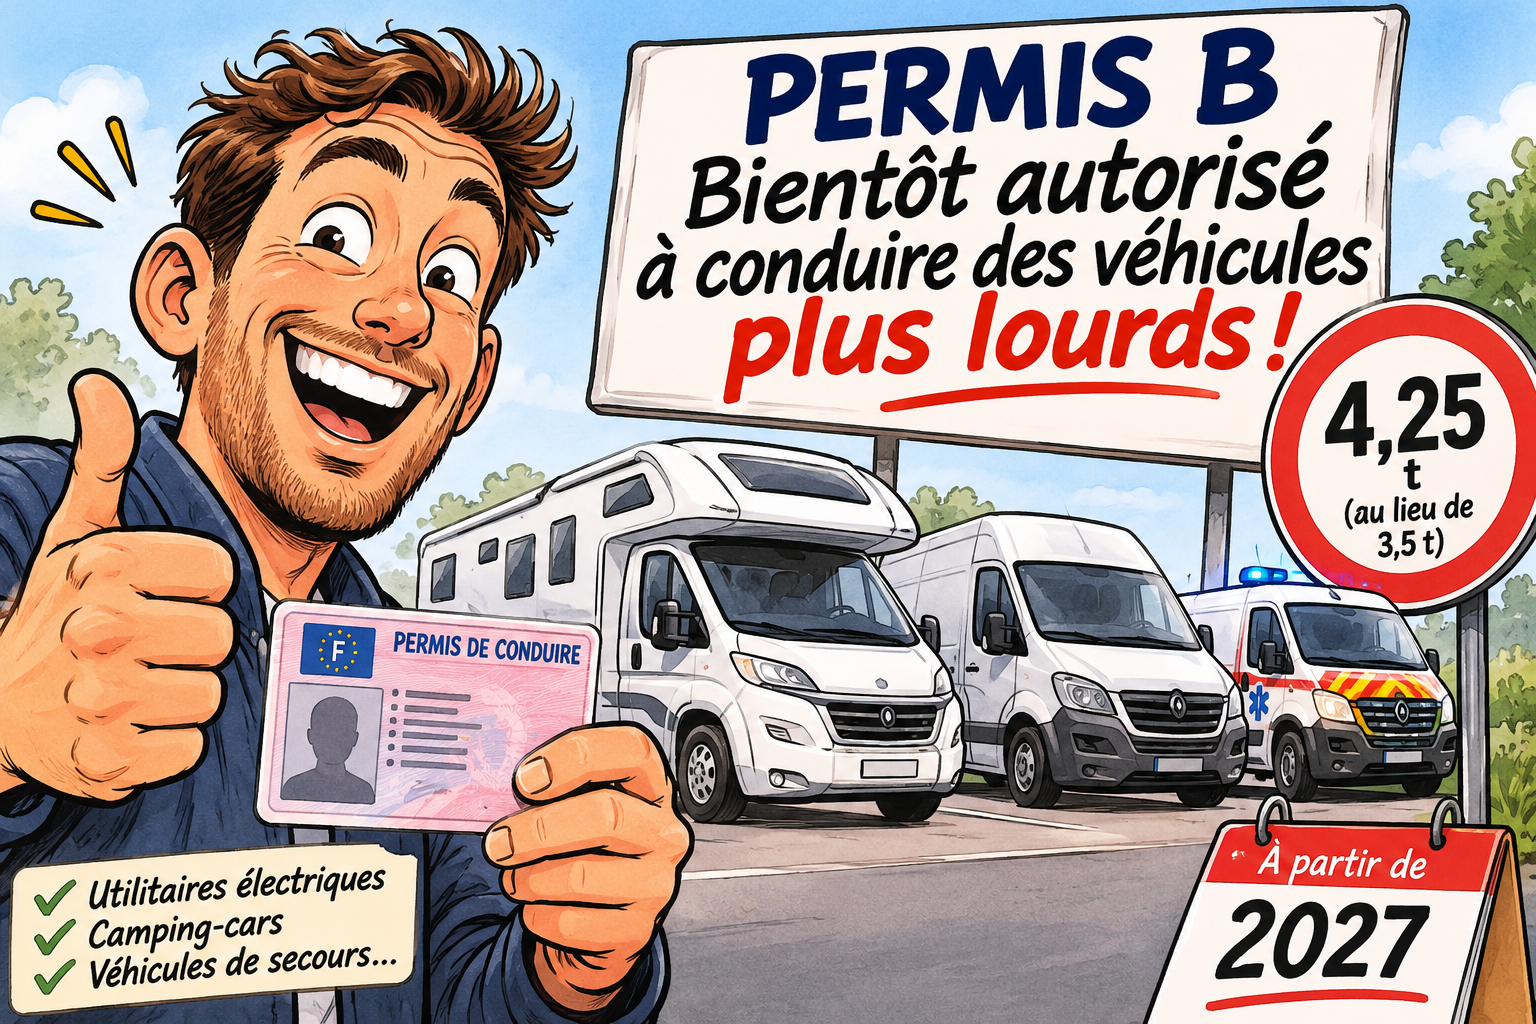 PERMIS B
Bientôt autorisé
à conduire des véhicules
plus lourds !
4,25
t
(au lieu de
3,5 t)
F
PERMIS DE CONDUIRE
Utilitaires électriques
Camping-cars
Véhicules de secours...
À partir de
2027